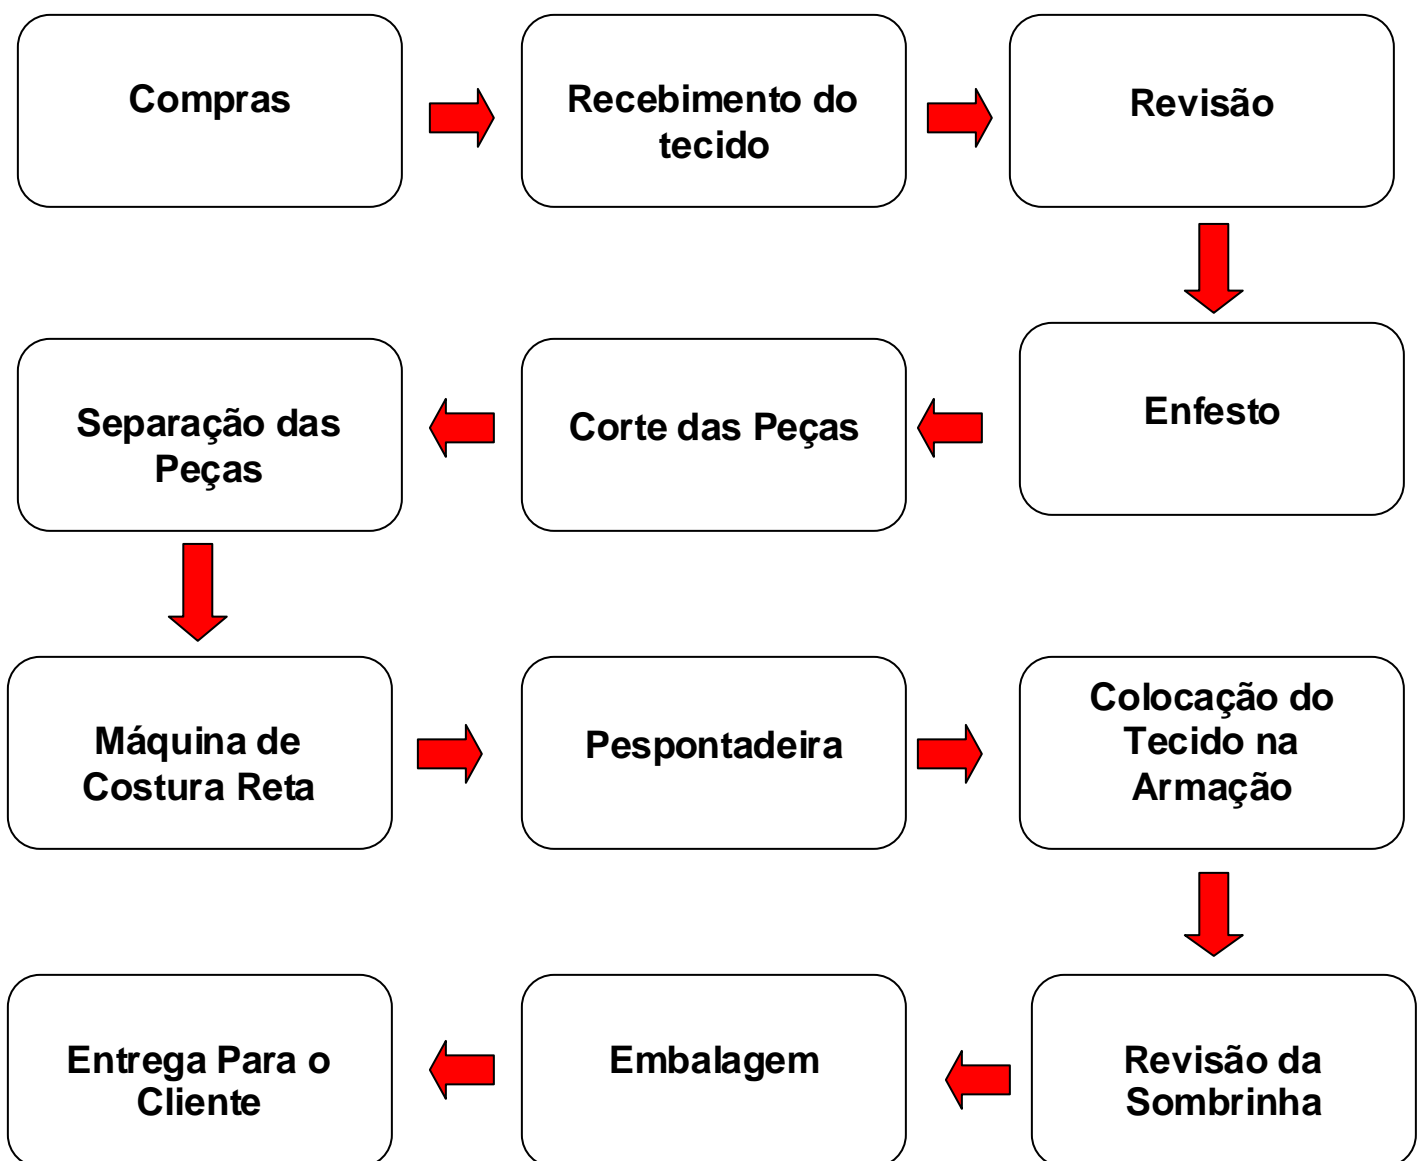 Compras
Recebimento do
tecido
Revisão
Separação das
Peças
Corte das Peças
Enfesto
Máquina de
Costura Reta
Pespontadeira
Colocação do
Tecido na
Armação
Entrega Para o
Cliente
Embalagem
Revisão da
Sombrinha